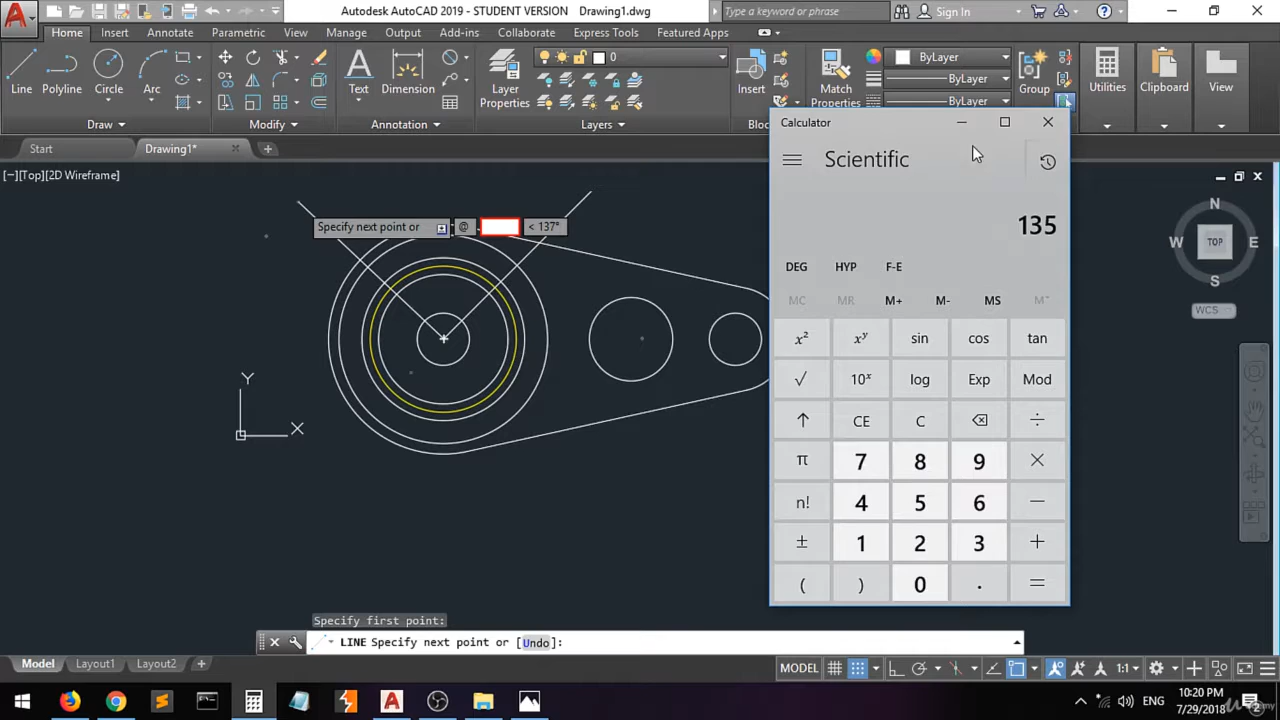 Autodesk AutoCAD 2019 - STUDENT VERSION Drawing1.dwg
Type a keyword or phrase
Sign In
Home Insert Annotate Parametric View Manage Output Add-ins Collaborate Express Tools Featured Apps
Line Polyline Circle Arc
Text Dimension
Layer Properties
0
Insert
Match Properties
ByLayer
ByLayer
ByLayer
Group
Utilities
Clipboard
View
Draw Modify Annotation Layers
Start Drawing1*
[−][Top][2D Wireframe]
Specify next point or @ < 137°
Calculator
Scientific
135
DEG HYP F-E
MC MR M+ M- MS M˅
x² xʸ sin cos tan
√ 10ˣ log Exp Mod
↑ CE C ⌫ ÷
π 7 8 9 ×
n! 4 5 6 −
± 1 2 3 +
( ) 0 . =
N
W TOP E
S
WCS
Y
X
Specify first point:
LINE Specify next point or [Undo]:
Model Layout1 Layout2 +
MODEL
1:1
ENG
10:20 PM
7/29/2018
2